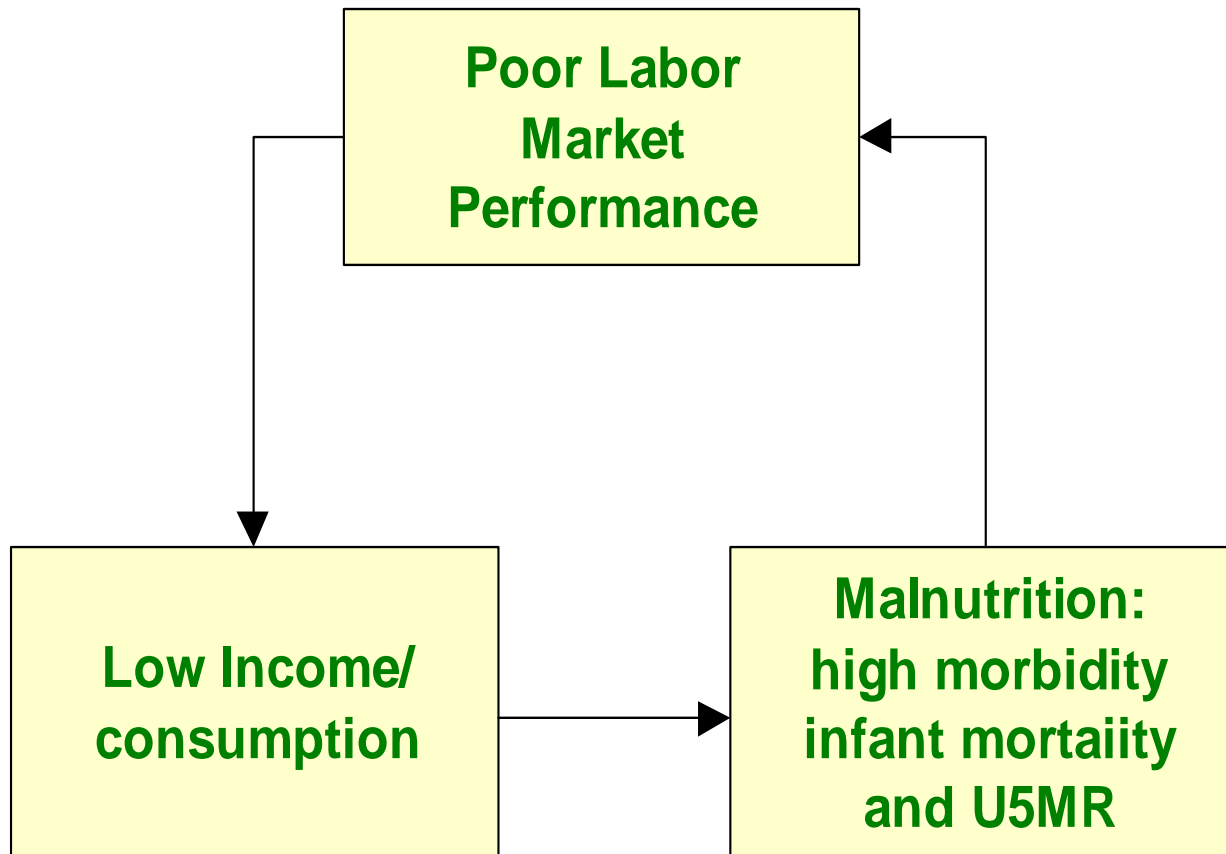 Poor Labor
Market
Performance
Low Income/
consumption
Malnutrition:
high morbidity
infant mortaiity
and U5MR